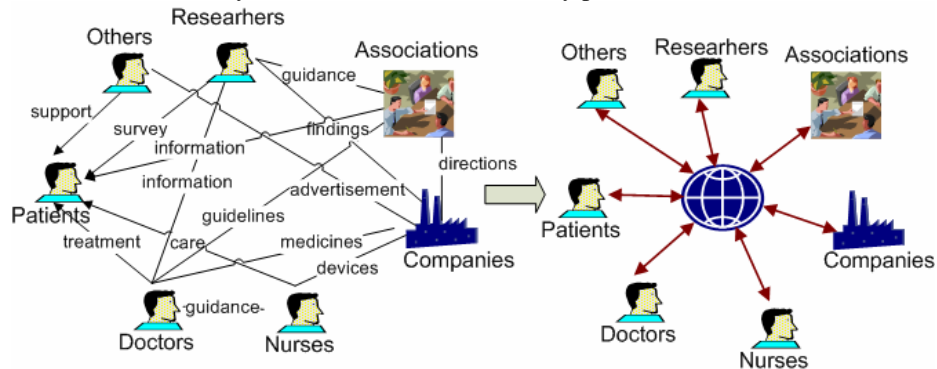 Researhers
Others
Associations
guidance
support
survey
findings
information
directions
information
advertisement
Patients
guidelines
treatment
care
medicines
Companies
devices
guidance
Doctors
Nurses
Others
Researhers
Associations
Patients
Companies
Doctors
Nurses